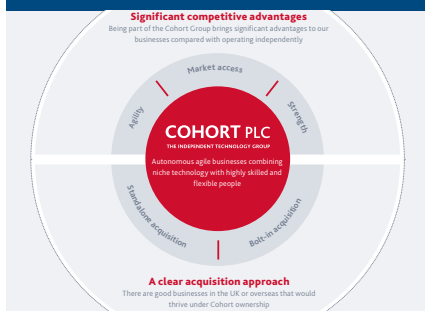 Significant competitive advantages
Being part of the Cohort Group brings significant advantages to our
businesses compared with operating independently
Market access
Agility
Strength
COHORT PLC
THE INDEPENDENT TECHNOLOGY GROUP
Autonomous agile businesses combining
niche technology with highly skilled and
flexible people
Standalone acquisition
Bolt-in acquisition
A clear acquisition approach
There are good businesses in the UK or overseas that would
thrive under Cohort ownership